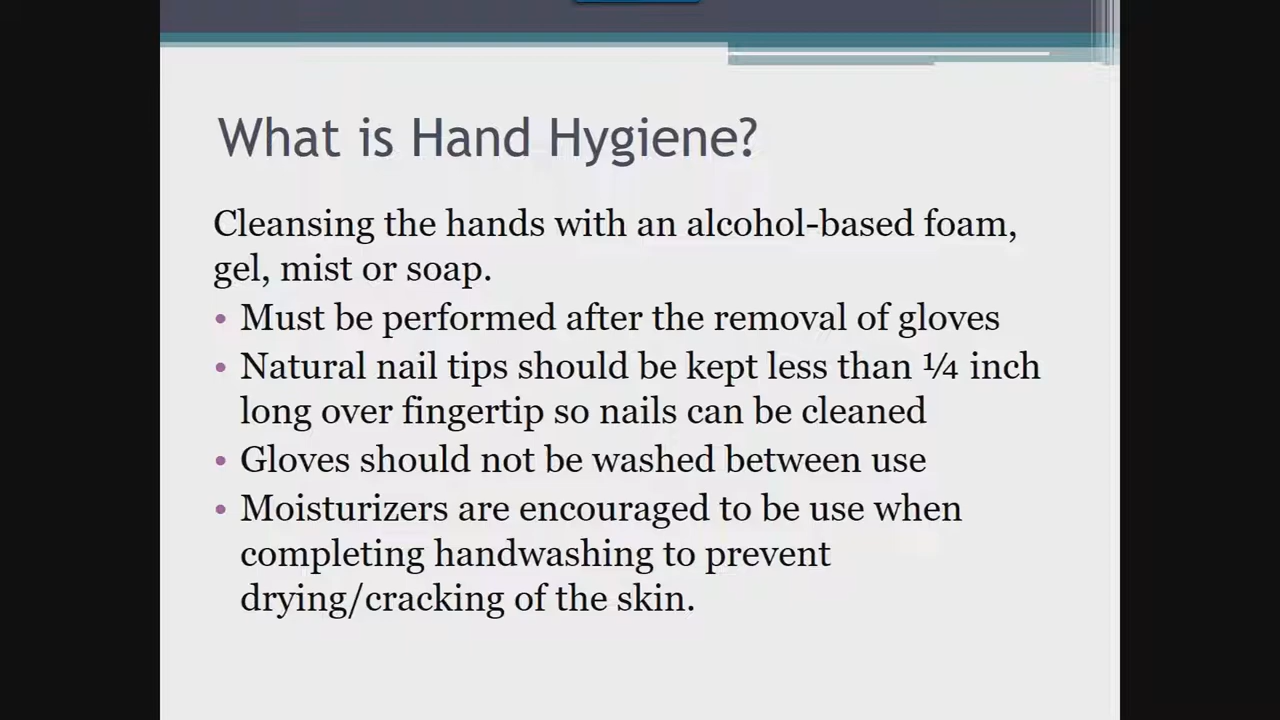 What is Hand Hygiene?
Cleansing the hands with an alcohol-based foam,
gel, mist or soap.
• Must be performed after the removal of gloves
• Natural nail tips should be kept less than ¼ inch
long over fingertip so nails can be cleaned
• Gloves should not be washed between use
• Moisturizers are encouraged to be use when
completing handwashing to prevent
drying/cracking of the skin.